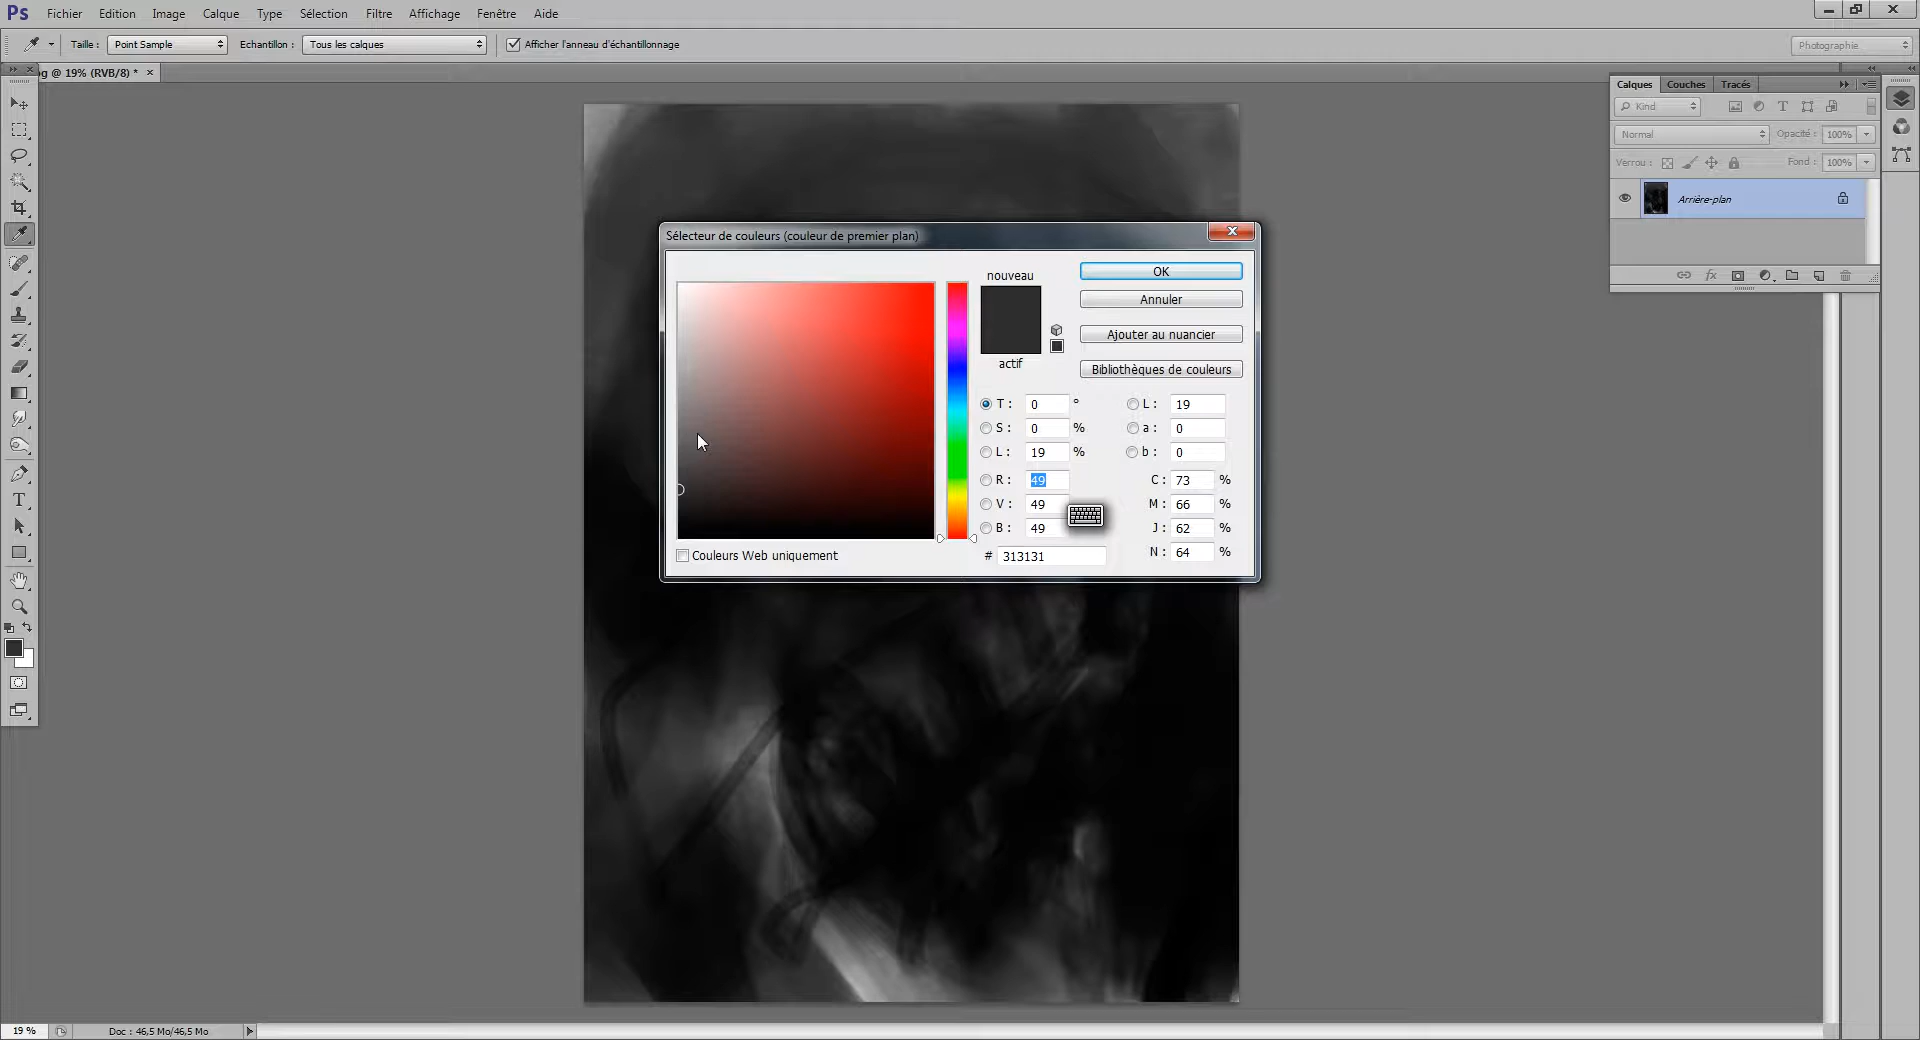 Ps Fichier Edition Image Calque Type Sélection Filtre Affichage Fenêtre Aide
Taille : Point Sample Echantillon : Tous les calques Afficher l'anneau d'échantillonnage Photographie
og @ 19% (RVB/8) * ×
Calques Couches Tracés
Kind
Normal Opacité : 100%
Verrou : Fond : 100%
Arrière-plan
Sélecteur de couleurs (couleur de premier plan)
nouveau
actif
OK
Annuler
Ajouter au nuancier
Bibliothèques de couleurs
T : 0 ° L : 19
S : 0 % a : 0
L : 19 % b : 0
R : 49 C : 73 %
V : 49 M : 66 %
B : 49 J : 62 %
N : 64 %
Couleurs Web uniquement # 313131
19 % Doc : 46,5 Mo/46,5 Mo